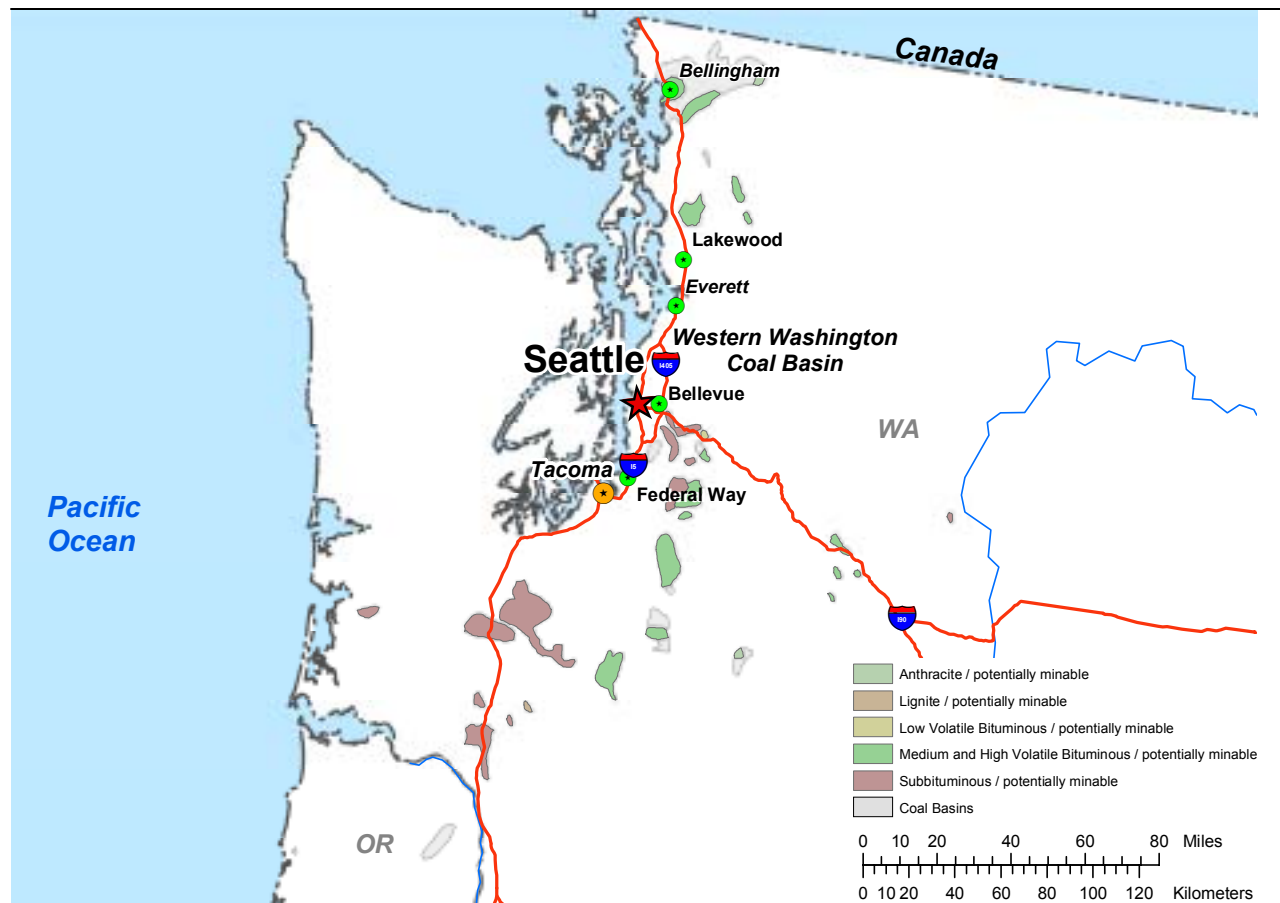 Canada
Bellingham
Lakewood
Everett
Western Washington
Coal Basin
Seattle
I405
Bellevue
WA
Tacoma
I5
Federal Way
Pacific
Ocean
I90
Anthracite / potentially minable
Lignite / potentially minable
Low Volatile Bituminous / potentially minable
Medium and High Volatile Bituminous / potentially minable
Subbituminous / potentially minable
Coal Basins
OR
0 10 20 40 60 80 Miles
0 10 20 40 60 80 100 120 Kilometers